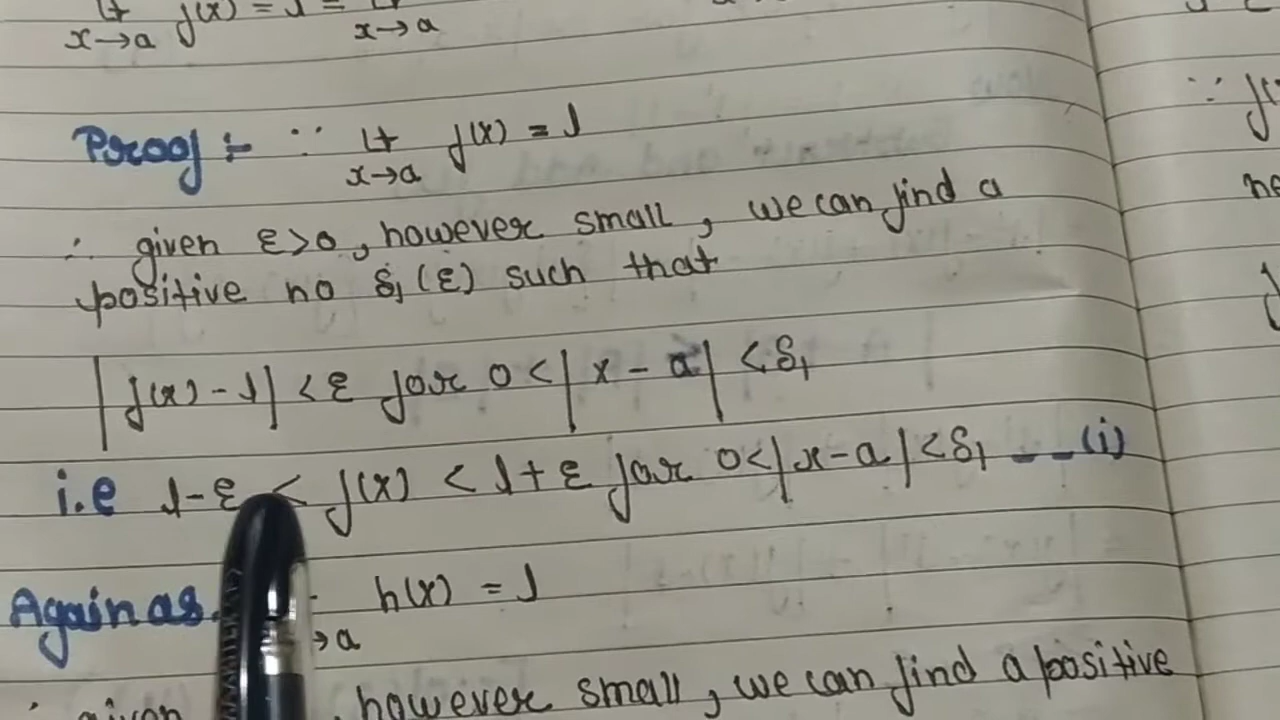 Lt f(x) = l =
x→a x→a
Proof :- ∵ Lt f(x) = l
x→a
∴ given ε>0, however small, we can find a
positive no δ₁(ε) such that
|f(x) - l| < ε for 0 < |x - a| < δ₁
i.e l-ε < f(x) < l+ε for 0<|x-a|<δ₁ --(i)
Again as h(x) = l
→a
given however small, we can find a positive